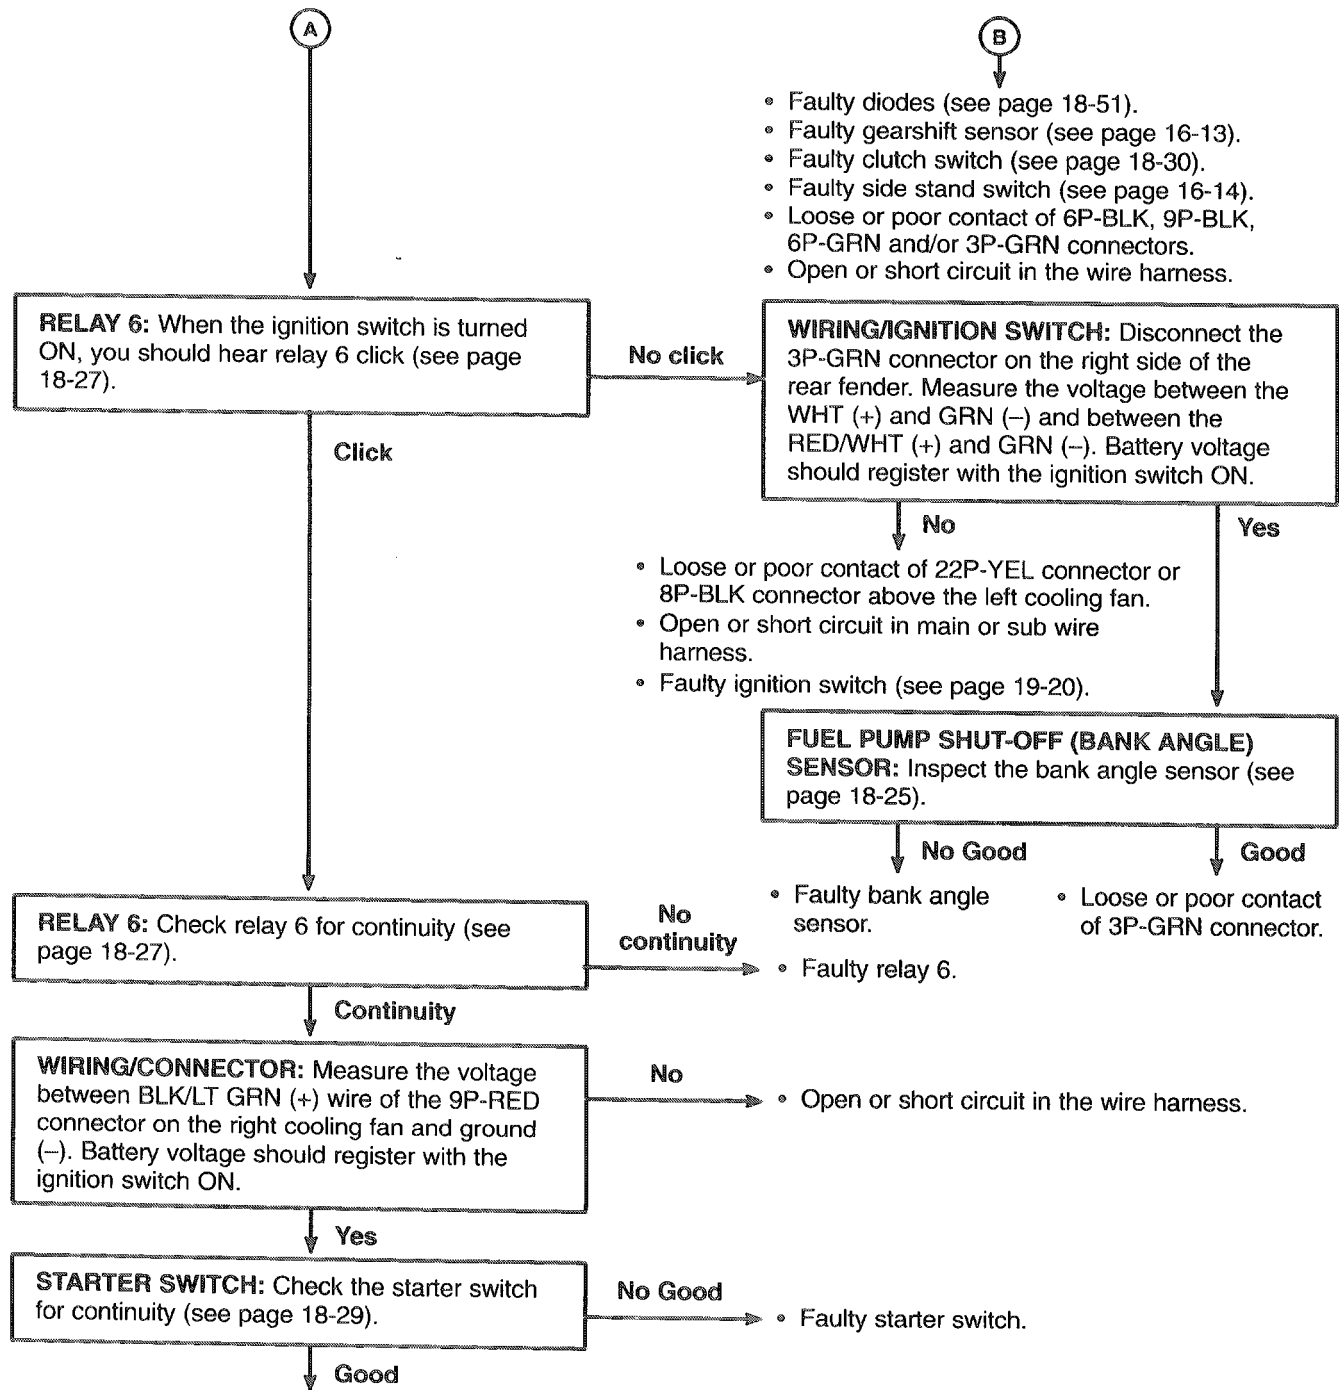 A
B
• Faulty diodes (see page 18-51).
• Faulty gearshift sensor (see page 16-13).
• Faulty clutch switch (see page 18-30).
• Faulty side stand switch (see page 16-14).
• Loose or poor contact of 6P-BLK, 9P-BLK,
6P-GRN and/or 3P-GRN connectors.
• Open or short circuit in the wire harness.
RELAY 6: When the ignition switch is turned
ON, you should hear relay 6 click (see page
18-27).
No click
WIRING/IGNITION SWITCH: Disconnect the
3P-GRN connector on the right side of the
rear fender. Measure the voltage between the
WHT (+) and GRN (–) and between the
RED/WHT (+) and GRN (–). Battery voltage
should register with the ignition switch ON.
Click
No
Yes
• Loose or poor contact of 22P-YEL connector or
8P-BLK connector above the left cooling fan.
• Open or short circuit in main or sub wire
harness.
• Faulty ignition switch (see page 19-20).
FUEL PUMP SHUT-OFF (BANK ANGLE)
SENSOR: Inspect the bank angle sensor (see
page 18-25).
No Good
Good
• Faulty bank angle
sensor.
• Loose or poor contact
of 3P-GRN connector.
RELAY 6: Check relay 6 for continuity (see
page 18-27).
No
continuity
• Faulty relay 6.
Continuity
WIRING/CONNECTOR: Measure the voltage
between BLK/LT GRN (+) wire of the 9P-RED
connector on the right cooling fan and ground
(–). Battery voltage should register with the
ignition switch ON.
No
• Open or short circuit in the wire harness.
Yes
STARTER SWITCH: Check the starter switch
for continuity (see page 18-29).
No Good
• Faulty starter switch.
Good